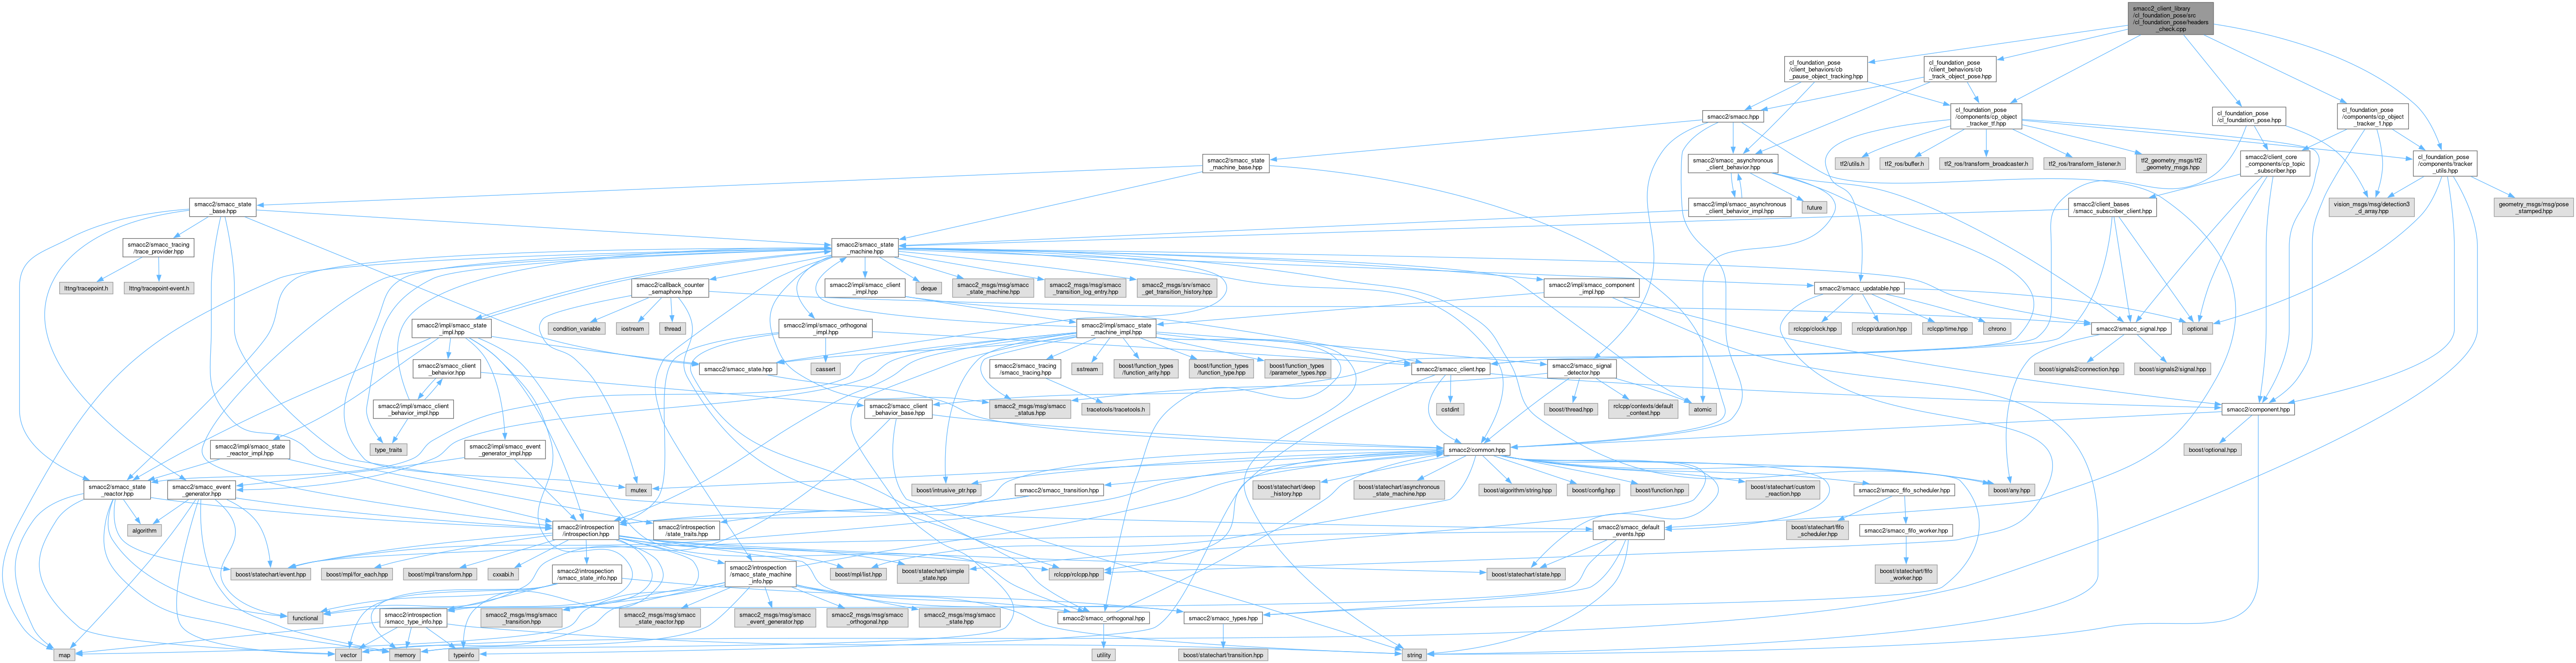 smacc2_client_library
/cl_foundation_pose/src
/cl_foundation_pose/headers
_check.cpp
cl_foundation_pose
/client_behaviors/cb
_pause_object_tracking.hpp
cl_foundation_pose
/client_behaviors/cb
_track_object_pose.hpp
smacc2/smacc.hpp
cl_foundation_pose
/components/cp_object
_tracker_tf.hpp
cl_foundation_pose
/cl_foundation_pose.hpp
cl_foundation_pose
/components/cp_object
_tracker_1.hpp
smacc2/smacc_state
_machine_base.hpp
smacc2/smacc_asynchronous
_client_behavior.hpp
tf2/utils.h
tf2_ros/buffer.h
tf2_ros/transform_broadcaster.h
tf2_ros/transform_listener.h
tf2_geometry_msgs/tf2
_geometry_msgs.hpp
smacc2/client_core
_components/cp_topic
_subscriber.hpp
cl_foundation_pose
/components/tracker
_utils.hpp
smacc2/smacc_state
_base.hpp
smacc2/impl/smacc_asynchronous
_client_behavior_impl.hpp
future
smacc2/client_bases
/smacc_subscriber_client.hpp
vision_msgs/msg/detection3
_d_array.hpp
geometry_msgs/msg/pose
_stamped.hpp
smacc2/smacc_tracing
/trace_provider.hpp
smacc2/smacc_state
_machine.hpp
lttng/tracepoint.h
lttng/tracepoint-event.h
smacc2/callback_counter
_semaphore.hpp
smacc2/impl/smacc_client
_impl.hpp
deque
smacc2_msgs/msg/smacc
_state_machine.hpp
smacc2_msgs/msg/smacc
_transition_log_entry.hpp
smacc2_msgs/srv/smacc
_get_transition_history.hpp
smacc2/impl/smacc_component
_impl.hpp
smacc2/smacc_updatable.hpp
smacc2/impl/smacc_state
_impl.hpp
condition_variable
iostream
thread
smacc2/impl/smacc_orthogonal
_impl.hpp
smacc2/impl/smacc_state
_machine_impl.hpp
rclcpp/clock.hpp
rclcpp/duration.hpp
rclcpp/time.hpp
chrono
smacc2/smacc_signal.hpp
optional
smacc2/smacc_client
_behavior.hpp
smacc2/smacc_state.hpp
cassert
smacc2/smacc_tracing
/smacc_tracing.hpp
sstream
boost/function_types
/function_arity.hpp
boost/function_types
/function_type.hpp
boost/function_types
/parameter_types.hpp
smacc2/smacc_client.hpp
smacc2/smacc_signal
_detector.hpp
boost/signals2/connection.hpp
boost/signals2/signal.hpp
smacc2/impl/smacc_client
_behavior_impl.hpp
smacc2/smacc_client
_behavior_base.hpp
smacc2_msgs/msg/smacc
_status.hpp
tracetools/tracetools.h
cstdint
boost/thread.hpp
rclcpp/contexts/default
_context.hpp
atomic
smacc2/component.hpp
smacc2/impl/smacc_state
_reactor_impl.hpp
type_traits
smacc2/impl/smacc_event
_generator_impl.hpp
smacc2/common.hpp
boost/optional.hpp
smacc2/smacc_state
_reactor.hpp
smacc2/smacc_event
_generator.hpp
mutex
boost/intrusive_ptr.hpp
smacc2/smacc_transition.hpp
boost/statechart/deep
_history.hpp
boost/statechart/asynchronous
_state_machine.hpp
boost/algorithm/string.hpp
boost/config.hpp
boost/function.hpp
boost/statechart/custom
_reaction.hpp
smacc2/smacc_fifo_scheduler.hpp
boost/any.hpp
algorithm
smacc2/introspection
/introspection.hpp
smacc2/introspection
/state_traits.hpp
smacc2/smacc_default
_events.hpp
boost/statechart/fifo
_scheduler.hpp
smacc2/smacc_fifo_worker.hpp
boost/statechart/event.hpp
boost/mpl/for_each.hpp
boost/mpl/transform.hpp
cxxabi.h
smacc2/introspection
/smacc_state_info.hpp
smacc2/introspection
/smacc_state_machine
_info.hpp
boost/mpl/list.hpp
boost/statechart/simple
_state.hpp
rclcpp/rclcpp.hpp
boost/statechart/state.hpp
boost/statechart/fifo
_worker.hpp
functional
smacc2/introspection
/smacc_type_info.hpp
smacc2_msgs/msg/smacc
_transition.hpp
smacc2_msgs/msg/smacc
_state_reactor.hpp
smacc2_msgs/msg/smacc
_event_generator.hpp
smacc2_msgs/msg/smacc
_orthogonal.hpp
smacc2_msgs/msg/smacc
_state.hpp
smacc2/smacc_orthogonal.hpp
smacc2/smacc_types.hpp
map
vector
memory
typeinfo
utility
boost/statechart/transition.hpp
string